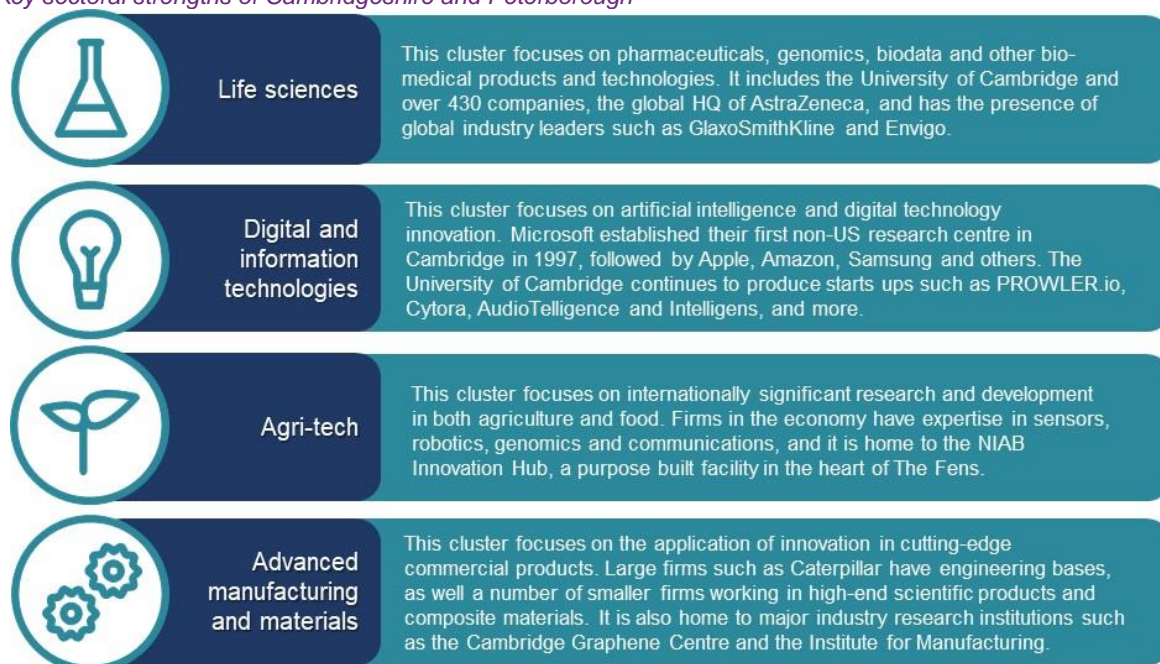 Key sectoral strengths of Cambridgeshire and Peterborough
Life sciences
This cluster focuses on pharmaceuticals, genomics, biodata and other bio-
medical products and technologies. It includes the University of Cambridge and
over 430 companies, the global HQ of AstraZeneca, and has the presence of
global industry leaders such as GlaxoSmithKline and Envigo.
Digital and
information
technologies
This cluster focuses on artificial intelligence and digital technology
innovation. Microsoft established their first non-US research centre in
Cambridge in 1997, followed by Apple, Amazon, Samsung and others. The
University of Cambridge continues to produce starts ups such as PROWLER.io,
Cytora, AudioTelligence and Intelligens, and more.
Agri-tech
This cluster focuses on internationally significant research and development
in both agriculture and food. Firms in the economy have expertise in sensors,
robotics, genomics and communications, and it is home to the NIAB
Innovation Hub, a purpose built facility in the heart of The Fens.
Advanced
manufacturing
and materials
This cluster focuses on the application of innovation in cutting-edge
commercial products. Large firms such as Caterpillar have engineering bases,
as well a number of smaller firms working in high-end scientific products and
composite materials. It is also home to major industry research institutions such
as the Cambridge Graphene Centre and the Institute for Manufacturing.